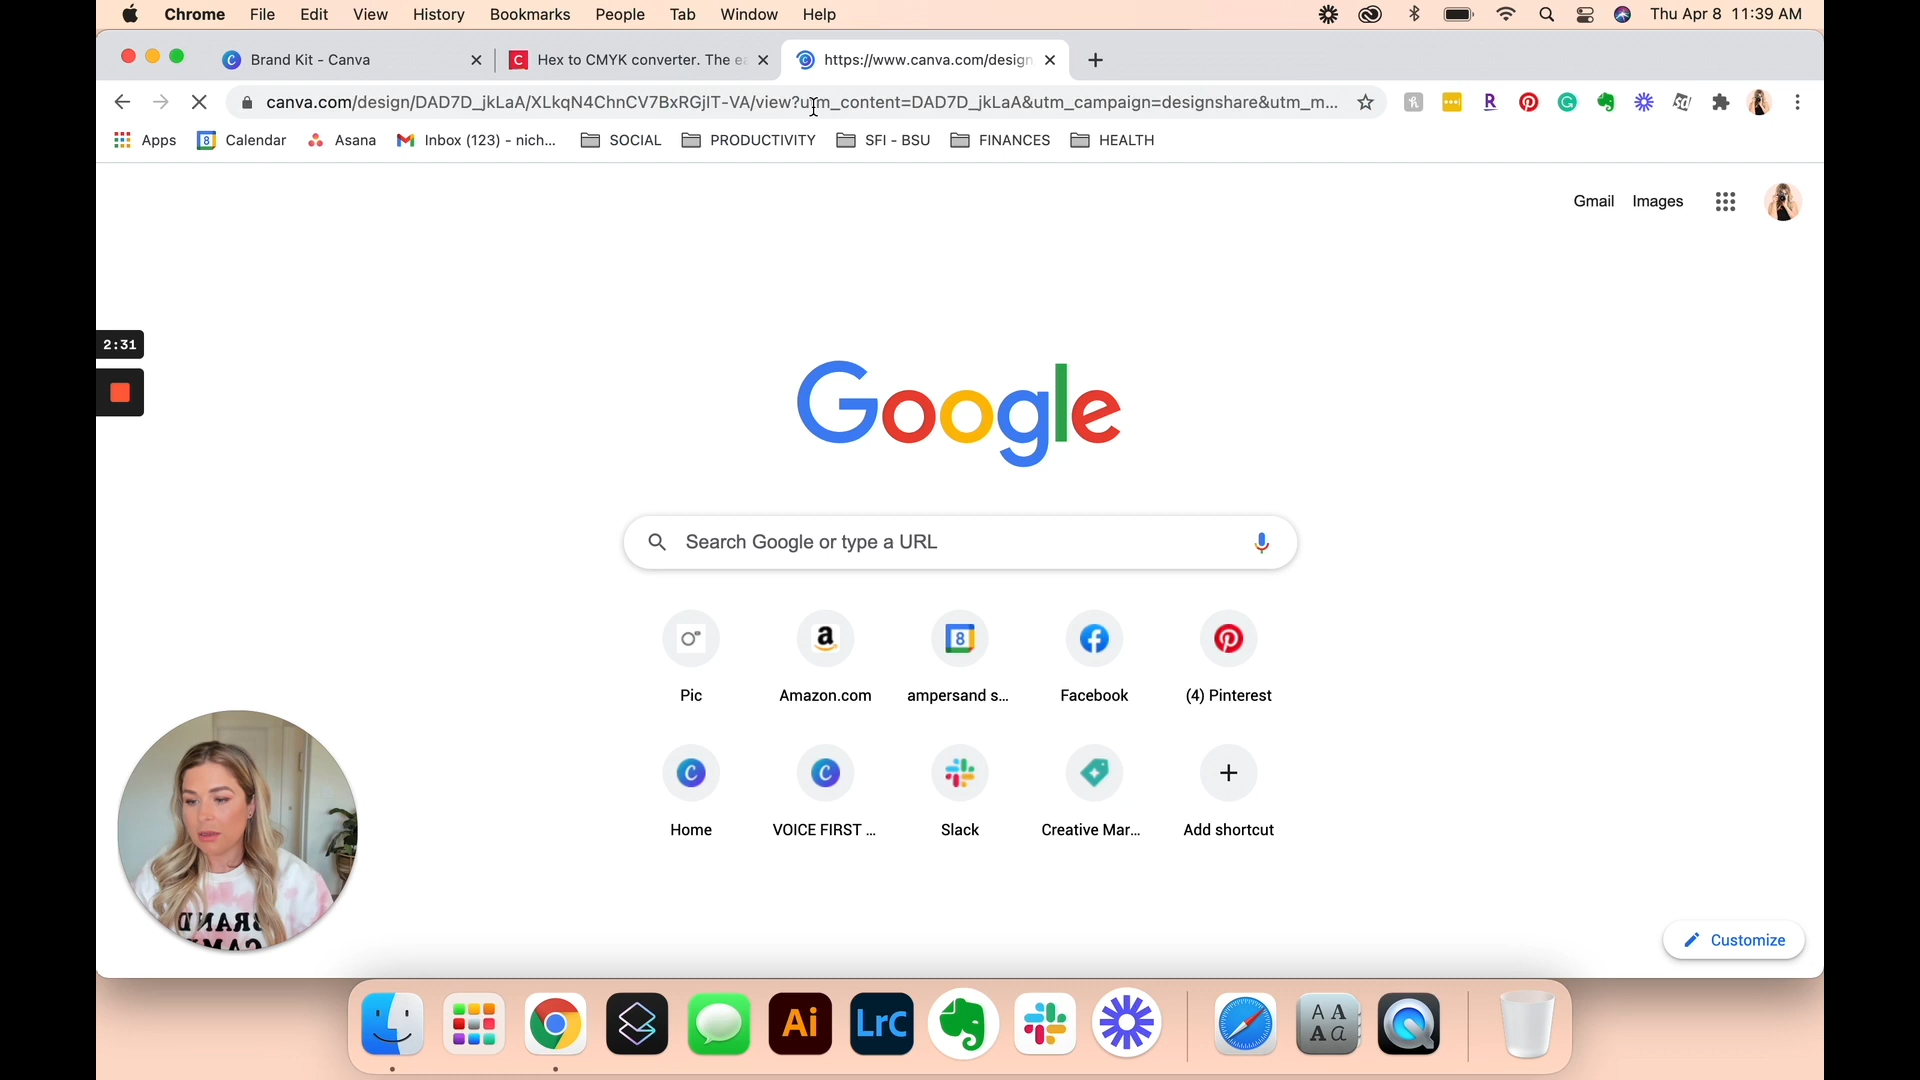 Chrome File Edit View History Bookmarks People Tab Window Help Thu Apr 8 11:39 AM
Brand Kit - Canva
Hex to CMYK converter. The ea
https://www.canva.com/design
canva.com/design/DAD7D_jkLaA/XLkqN4ChnCV7BxRGjlT-VA/view?utm_content=DAD7D_jkLaA&utm_campaign=designshare&utm_m...
Apps
Calendar
Asana
Inbox (123) - nich...
SOCIAL
PRODUCTIVITY
SFI - BSU
FINANCES
HEALTH
Gmail Images
2:31
Google
Search Google or type a URL
Pic
Amazon.com
ampersand s...
Facebook
(4) Pinterest
Home
VOICE FIRST ...
Slack
Creative Mar...
Add shortcut
BRAND
CAMP
Customize
Ai
LrC